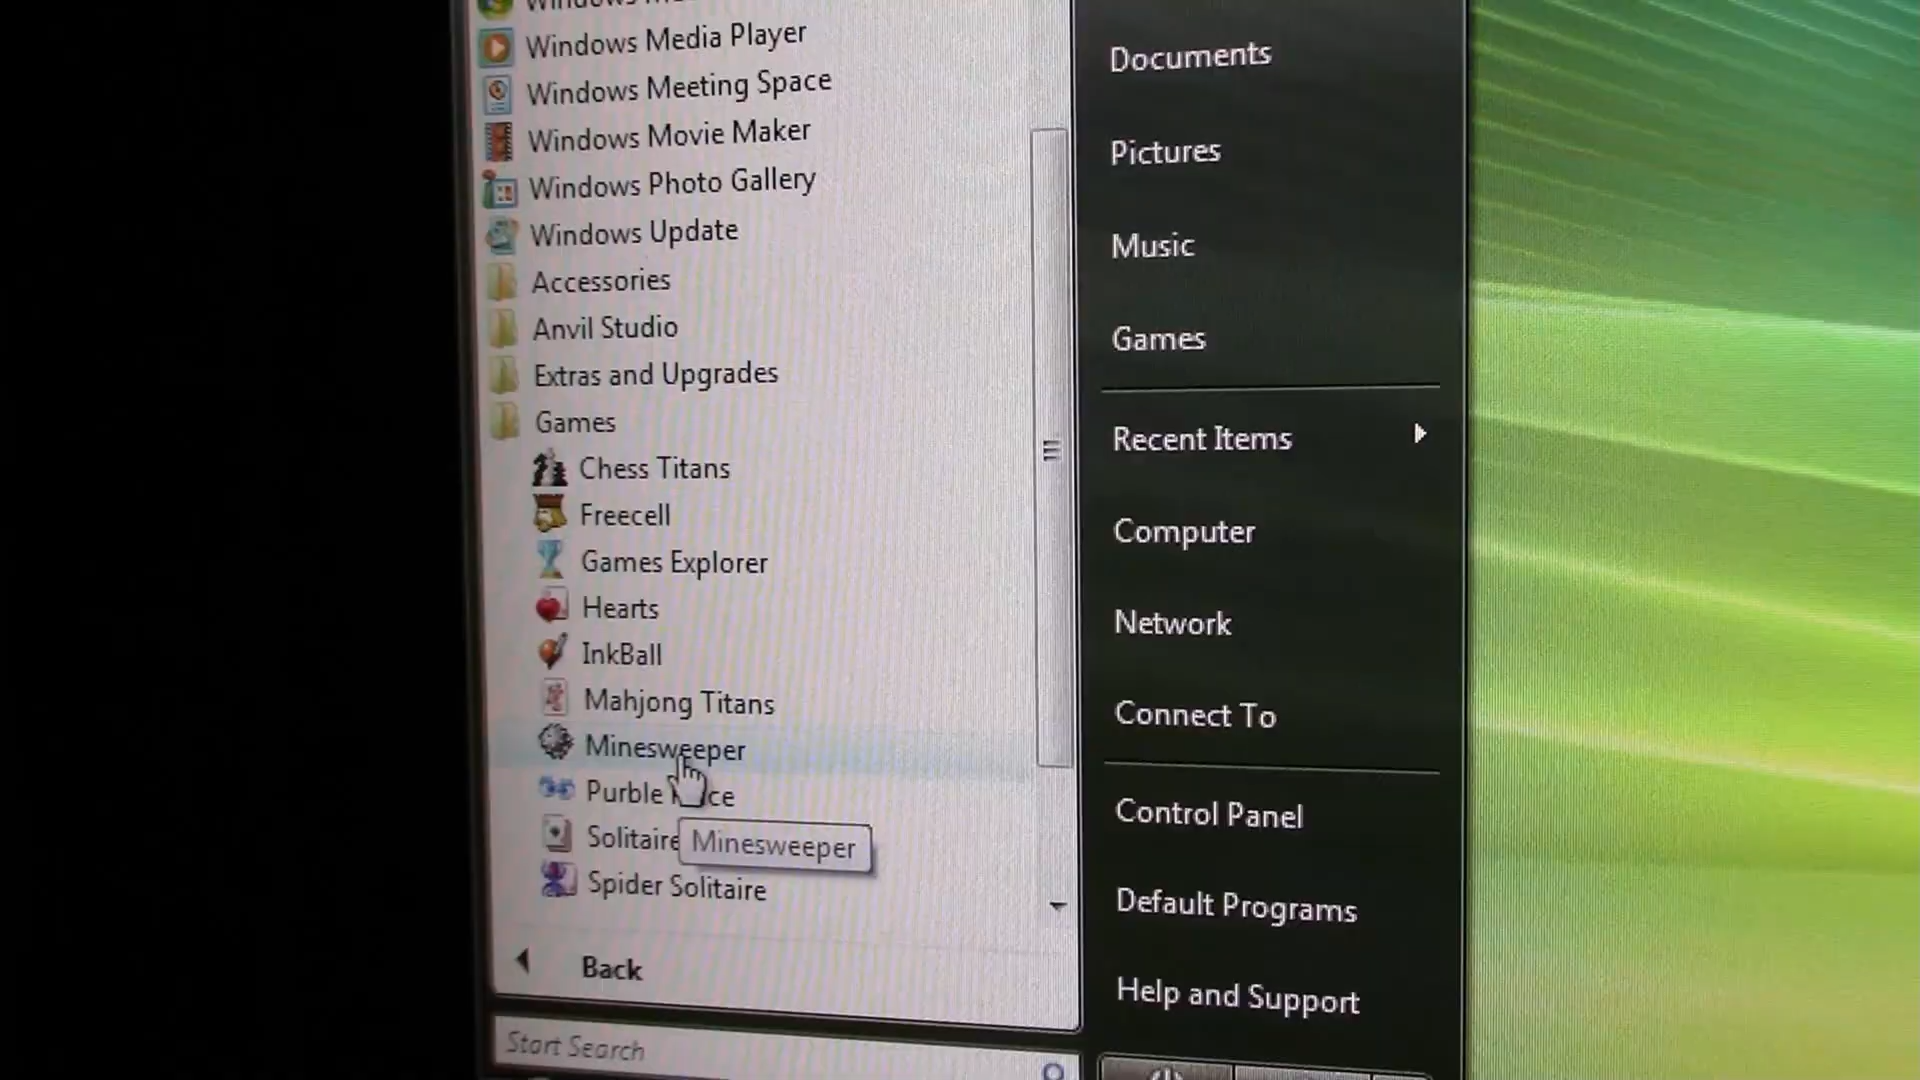 Windows
Windows Media Player
Windows Meeting Space
Windows Movie Maker
Windows Photo Gallery
Windows Update
Accessories
Anvil Studio
Extras and Upgrades
Games
Chess Titans
Freecell
Games Explorer
Hearts
InkBall
Mahjong Titans
Minesweeper
Purble
Solitaire
Minesweeper
Spider Solitaire
Back
Start Search
Documents
Pictures
Music
Games
Recent Items
Computer
Network
Connect To
Control Panel
Default Programs
Help and Support